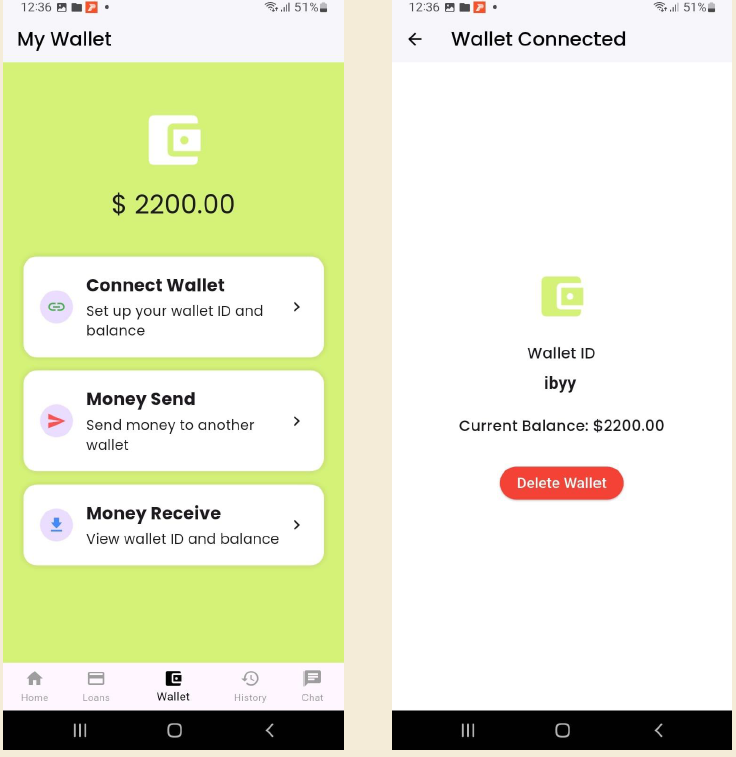 12:36
51%
My Wallet
$ 2200.00
Connect Wallet
Set up your wallet ID and
balance
Money Send
Send money to another
wallet
Money Receive
View wallet ID and balance
Home
Loans
Wallet
History
Chat
12:36
51%
Wallet Connected
Wallet ID
ibyy
Current Balance: $2200.00
Delete Wallet